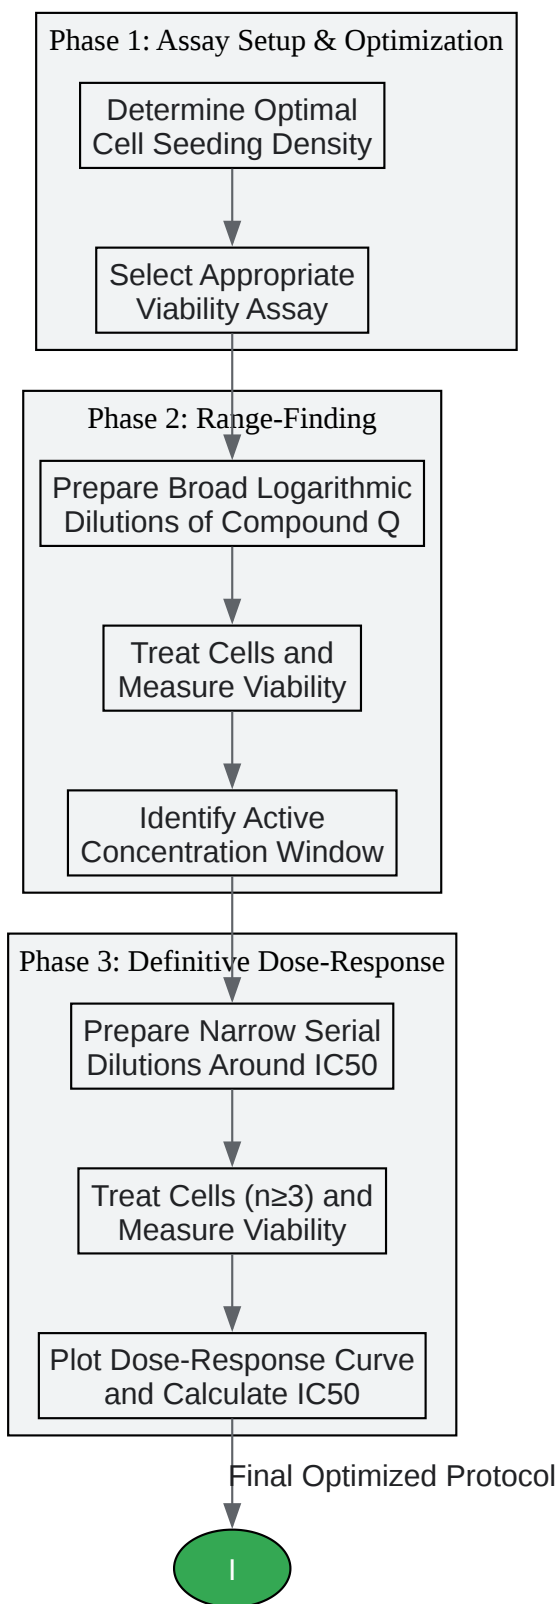 Phase 1: Assay Setup & Optimization
Determine Optimal
Cell Seeding Density
Select Appropriate
Viability Assay
Phase 2: Range-Finding
Prepare Broad Logarithmic
Dilutions of Compound Q
Treat Cells and
Measure Viability
Identify Active
Concentration Window
Phase 3: Definitive Dose-Response
Prepare Narrow Serial
Dilutions Around IC50
Treat Cells (n≥3) and
Measure Viability
Plot Dose-Response Curve
and Calculate IC50
Final Optimized Protocol
I